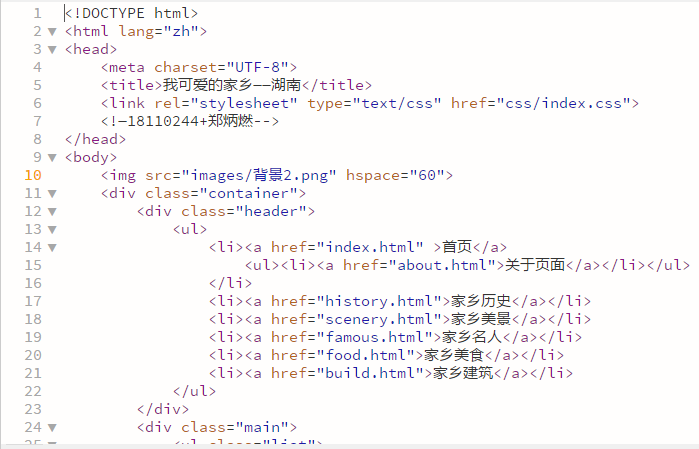 1 <!DOCTYPE html>
2 <html lang="zh">
3 <head>
4 <meta charset="UTF-8">
5 <title>我可爱的家乡——湖南</title>
6 <link rel="stylesheet" type="text/css" href="css/index.css">
7 <!—18110244+郑炳燃-->
8 </head>
9 <body>
10 <img src="images/背景2.png" hspace="60">
11 <div class="container">
12 <div class="header">
13 <ul>
14 <li><a href="index.html" >首页</a>
15 <ul><li><a href="about.html">关于页面</a></li></ul>
16 </li>
17 <li><a href="history.html">家乡历史</a></li>
18 <li><a href="scenery.html">家乡美景</a></li>
19 <li><a href="famous.html">家乡名人</a></li>
20 <li><a href="food.html">家乡美食</a></li>
21 <li><a href="build.html">家乡建筑</a></li>
22 </ul>
23 </div>
24 <div class="main">
25 <ul class="list">